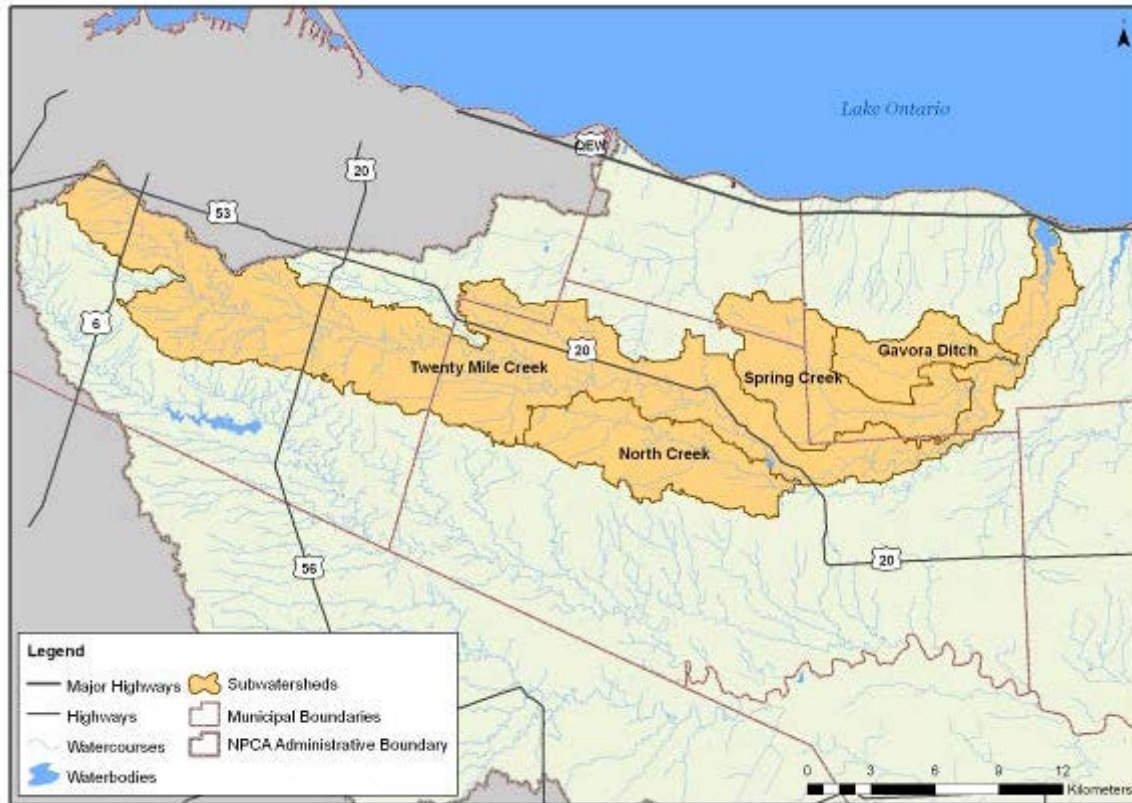 Lake Ontario
QEW
20
53
6
20
Gavora Ditch
Twenty Mile Creek
Spring Creek
North Creek
20
56
Legend
Major Highways
Subwatersheds
Highways
Municipal Boundaries
Watercourses
NPCA Administrative Boundary
Waterbodies
0 3 6 9 12
Kilometers